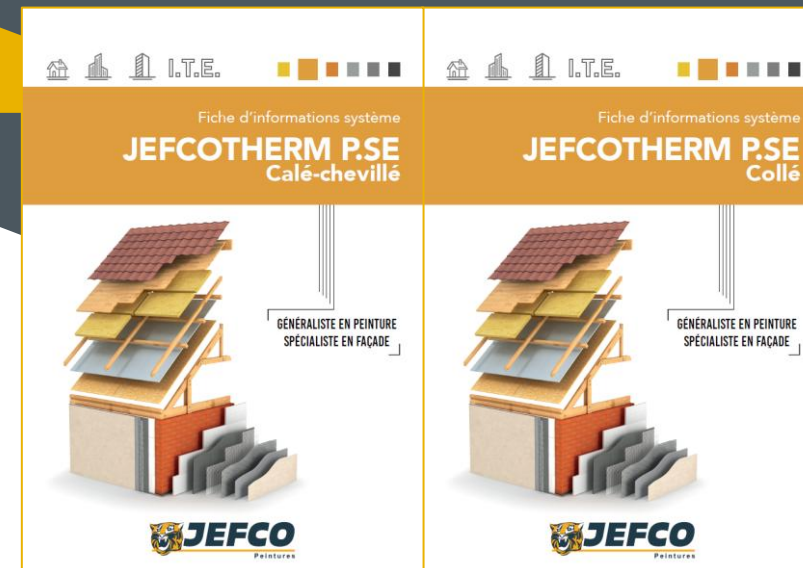 I.T.E.
Fiche d'informations système
JEFCOTHERM P.SE
Calé-chevillé
GÉNÉRALISTE EN PEINTURE
SPÉCIALISTE EN FAÇADE
JEFCO
Peintures
I.T.E.
Fiche d'informations système
JEFCOTHERM P.SE
Collé
GÉNÉRALISTE EN PEINTURE
SPÉCIALISTE EN FAÇADE
JEFCO
Peintures